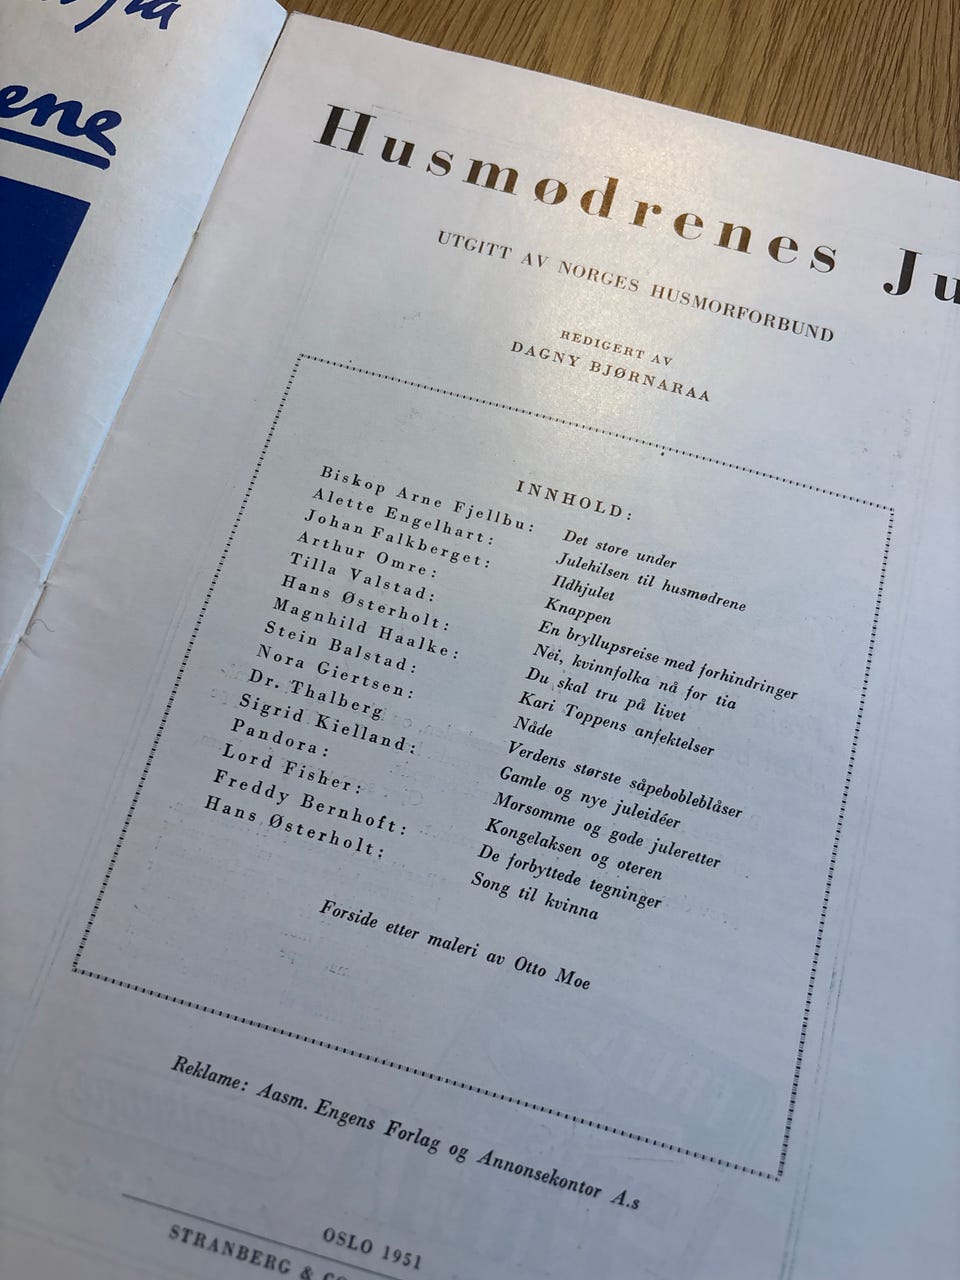 ene
Husmødrenes Ju
UTGITT AV NORGES HUSMORFORBUND
REDIGERT AV
DAGNY BJØRNARAA
INNHOLD:
Biskop Arne Fjellbu: Det store under
Alette Engelhart: Julehilsen til husmødrene
Johan Falkberget: Ildhjulet
Arthur Omre: Knappen
Tilla Valstad: En bryllupsreise med forhindringer
Hans Østerholt: Nei, kvinnfolka nå for tia
Magnhild Haalke: Du skal tru på livet
Stein Balstad: Kari Toppens anfektelser
Nora Giertsen: Nåde
Dr. Thalberg Verdens største såpebobleblåser
Sigrid Kielland: Gamle og nye juleidéer
Pandora: Morsomme og gode juleretter
Lord Fisher: Kongelaksen og oteren
Freddy Bernhoft: De forbyttede tegninger
Hans Østerholt: Song til kvinna
Forside etter maleri av Otto Moe
Reklame: Aasm. Engens Forlag og Annonsekontor A.s
OSLO 1951
STRANBERG & CO